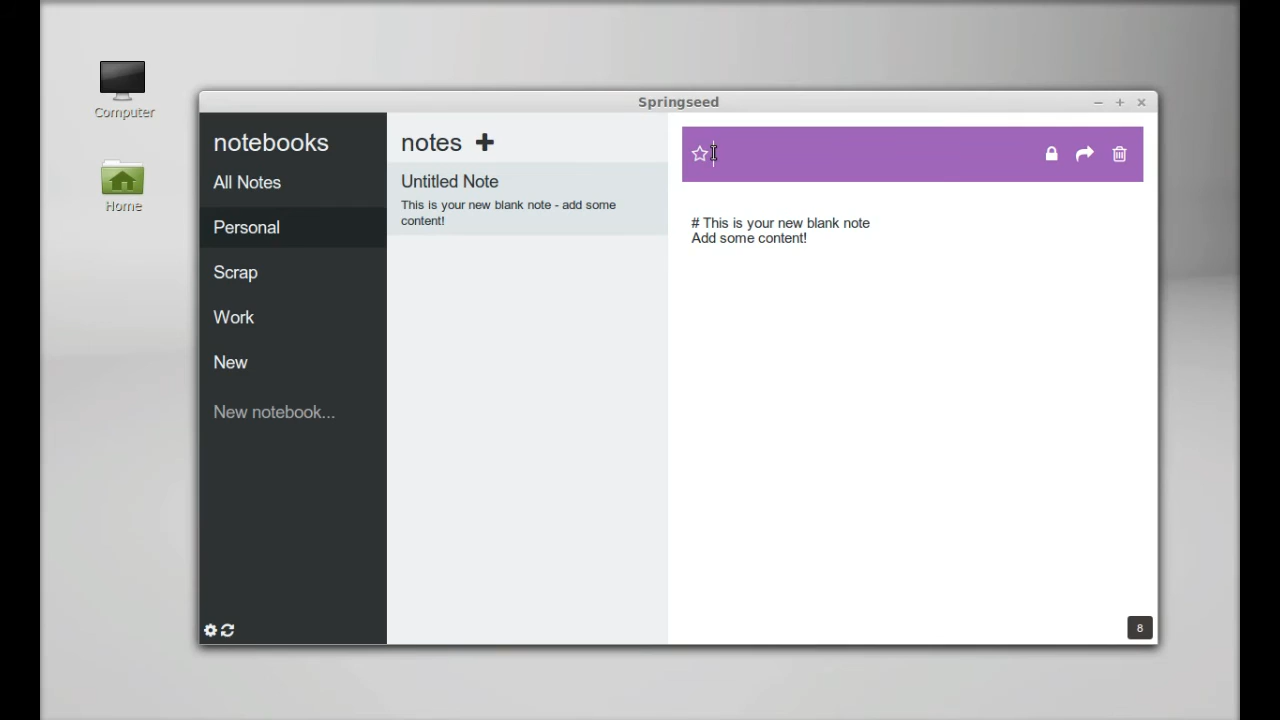 Computer
Home
Springseed
notebooks
All Notes
Personal
Scrap
Work
New
New notebook...
notes
Untitled Note
This is your new blank note - add some
content!
# This is your new blank note
Add some content!
8